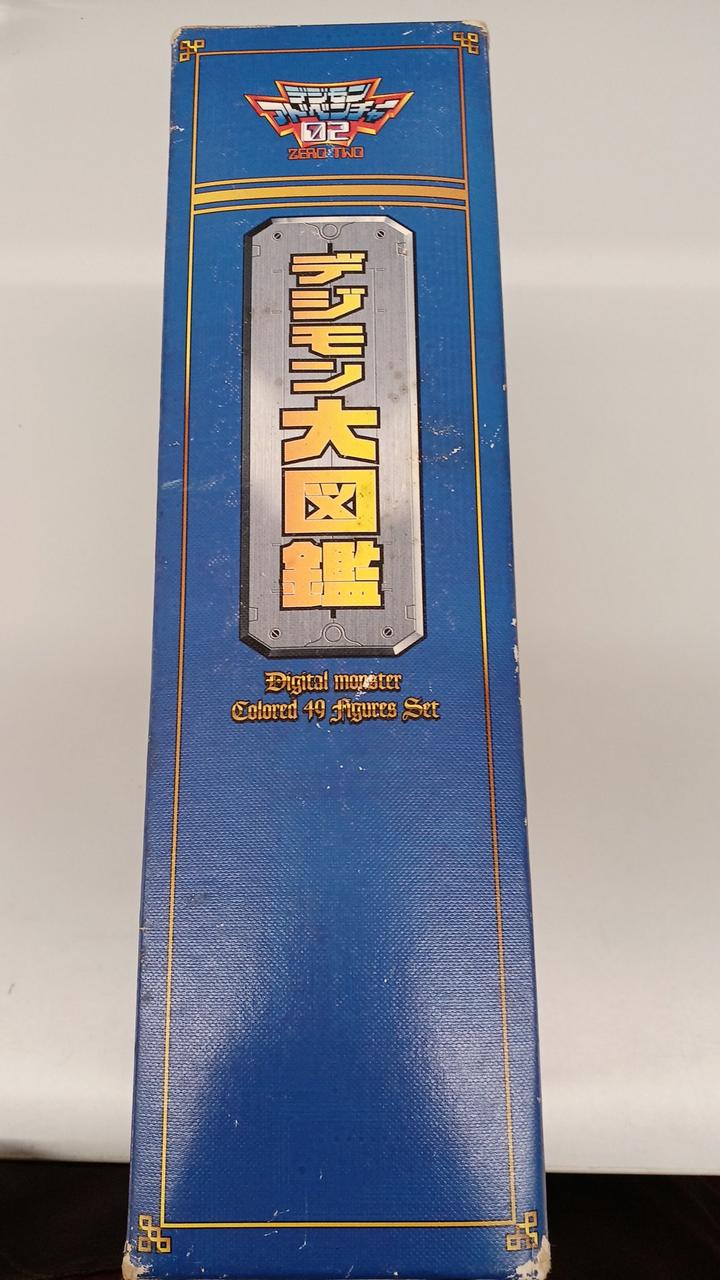 デジモン
アドベンチャー
02
ZERO TWO
デジモン大図鑑
Digital monster
Colored 49 Figures Set